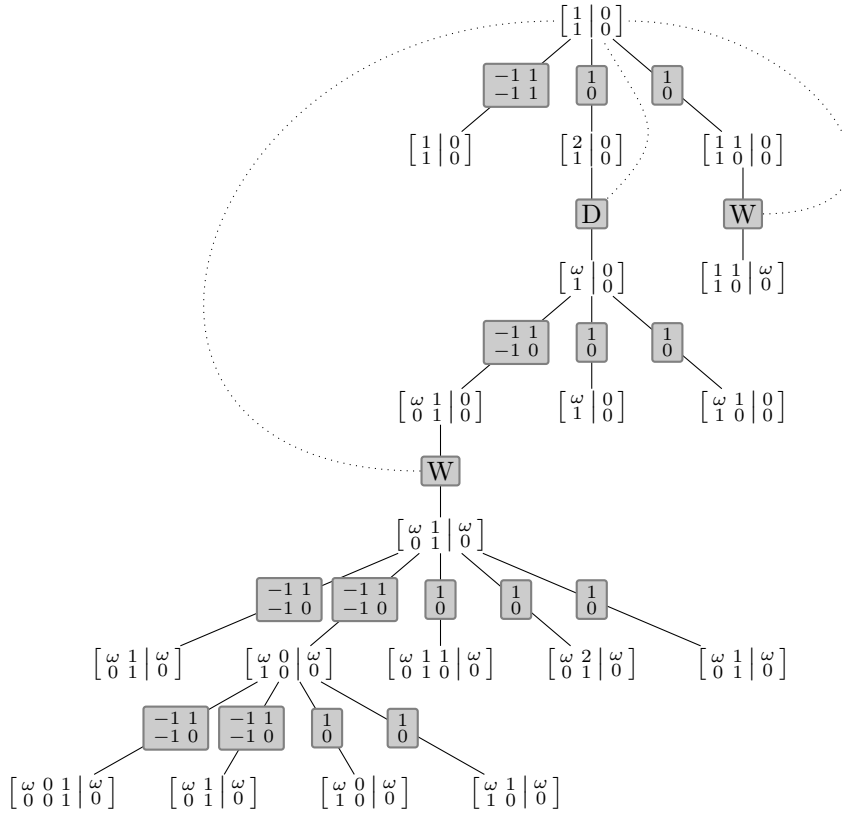 [ 1 | 0 ]
[ 1 | 0 ]
−1 1   1   1
−1 1   0   0
[ 1 | 0 ]   [ 2 | 0 ]   [ 1 1 | 0 ]
[ 1 | 0 ]   [ 1 | 0 ]   [ 1 0 | 0 ]
D   W
[ ω | 0 ]   [ 1 1 | ω ]
[ 1 | 0 ]   [ 1 0 | 0 ]
−1 1   1   1
−1 0   0   0
[ ω 1 | 0 ]   [ ω | 0 ]   [ ω 1 | 0 ]
[ 0 1 | 0 ]   [ 1 | 0 ]   [ 1 0 | 0 ]
W
[ ω 1 | ω ]
[ 0 1 | 0 ]
−1 1   −1 1   1   1   1
−1 0   −1 0   0   0   0
[ ω 1 | ω ]   [ ω 0 | ω ]   [ ω 1 1 | ω ]   [ ω 2 | ω ]   [ ω 1 | ω ]
[ 0 1 | 0 ]   [ 1 0 | 0 ]   [ 0 1 0 | 0 ]   [ 0 1 | 0 ]   [ 0 1 | 0 ]
−1 1   −1 1   1   1
−1 0   −1 0   0   0
[ ω 0 1 | ω ]   [ ω 1 | ω ]   [ ω 0 | ω ]   [ ω 1 | ω ]
[ 0 0 1 | 0 ]   [ 0 1 | 0 ]   [ 1 0 | 0 ]   [ 1 0 | 0 ]